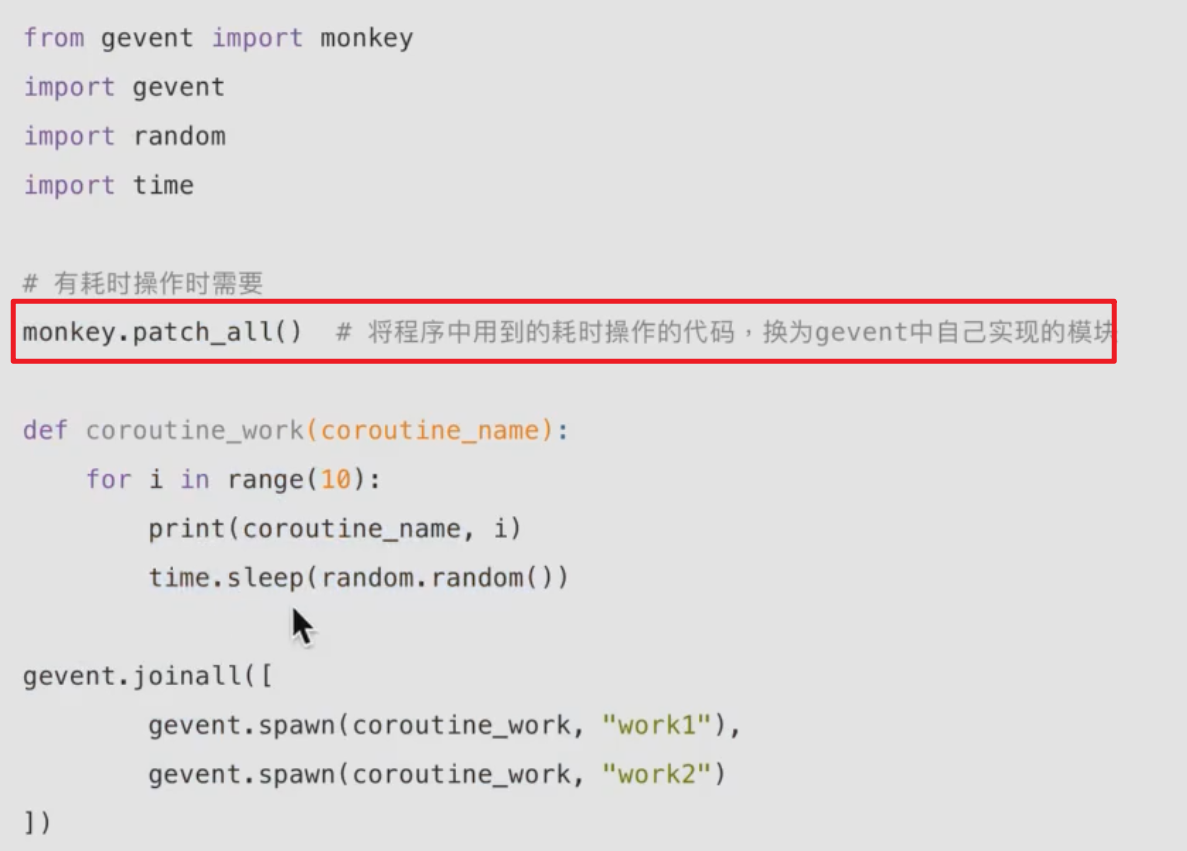 from gevent import monkey
import gevent
import random
import time
# 有耗时操作时需要
monkey.patch_all()  # 将程序中用到的耗时操作的代码，换为gevent中自己实现的模块
def coroutine_work(coroutine_name):
    for i in range(10):
        print(coroutine_name, i)
        time.sleep(random.random())
gevent.joinall([
        gevent.spawn(coroutine_work, "work1"),
        gevent.spawn(coroutine_work, "work2")
])